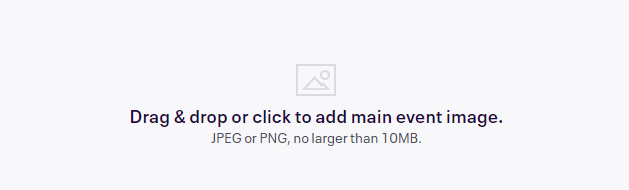 Drag & drop or click to add main event image.
JPEG or PNG, no larger than 10MB.